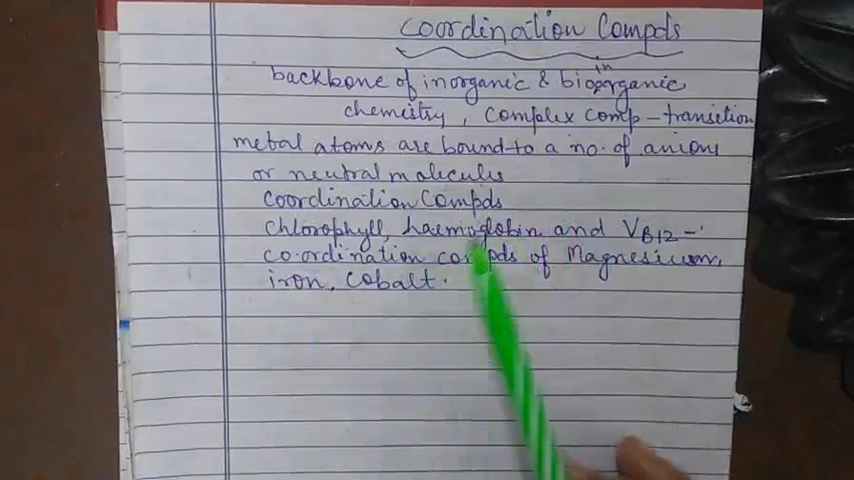 Coordination Compds
backbone of inorganic & bioinorganic
chemistry, complex comp - transition
metal atoms are bound to a no. of anions
or neutral molecules
Coordination Compds
chlorophyll, haemoglobin and VB12 -
co.ordination compds of Magnesium,
iron, cobalt.